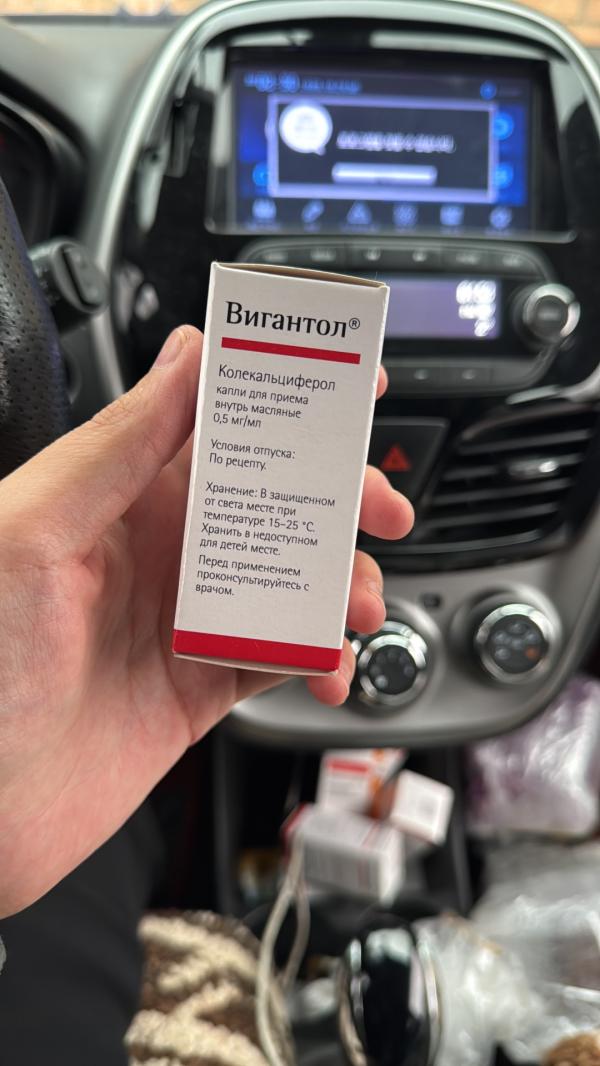 Вигантол®
Колекальциферол
капли для приема
внутрь масляные
0,5 мг/мл
Условия отпуска:
По рецепту.
Хранение: В защищенном
от света месте при
температуре 15–25 °С.
Хранить в недоступном
для детей месте.
Перед применением
проконсультируйтесь с
врачом.